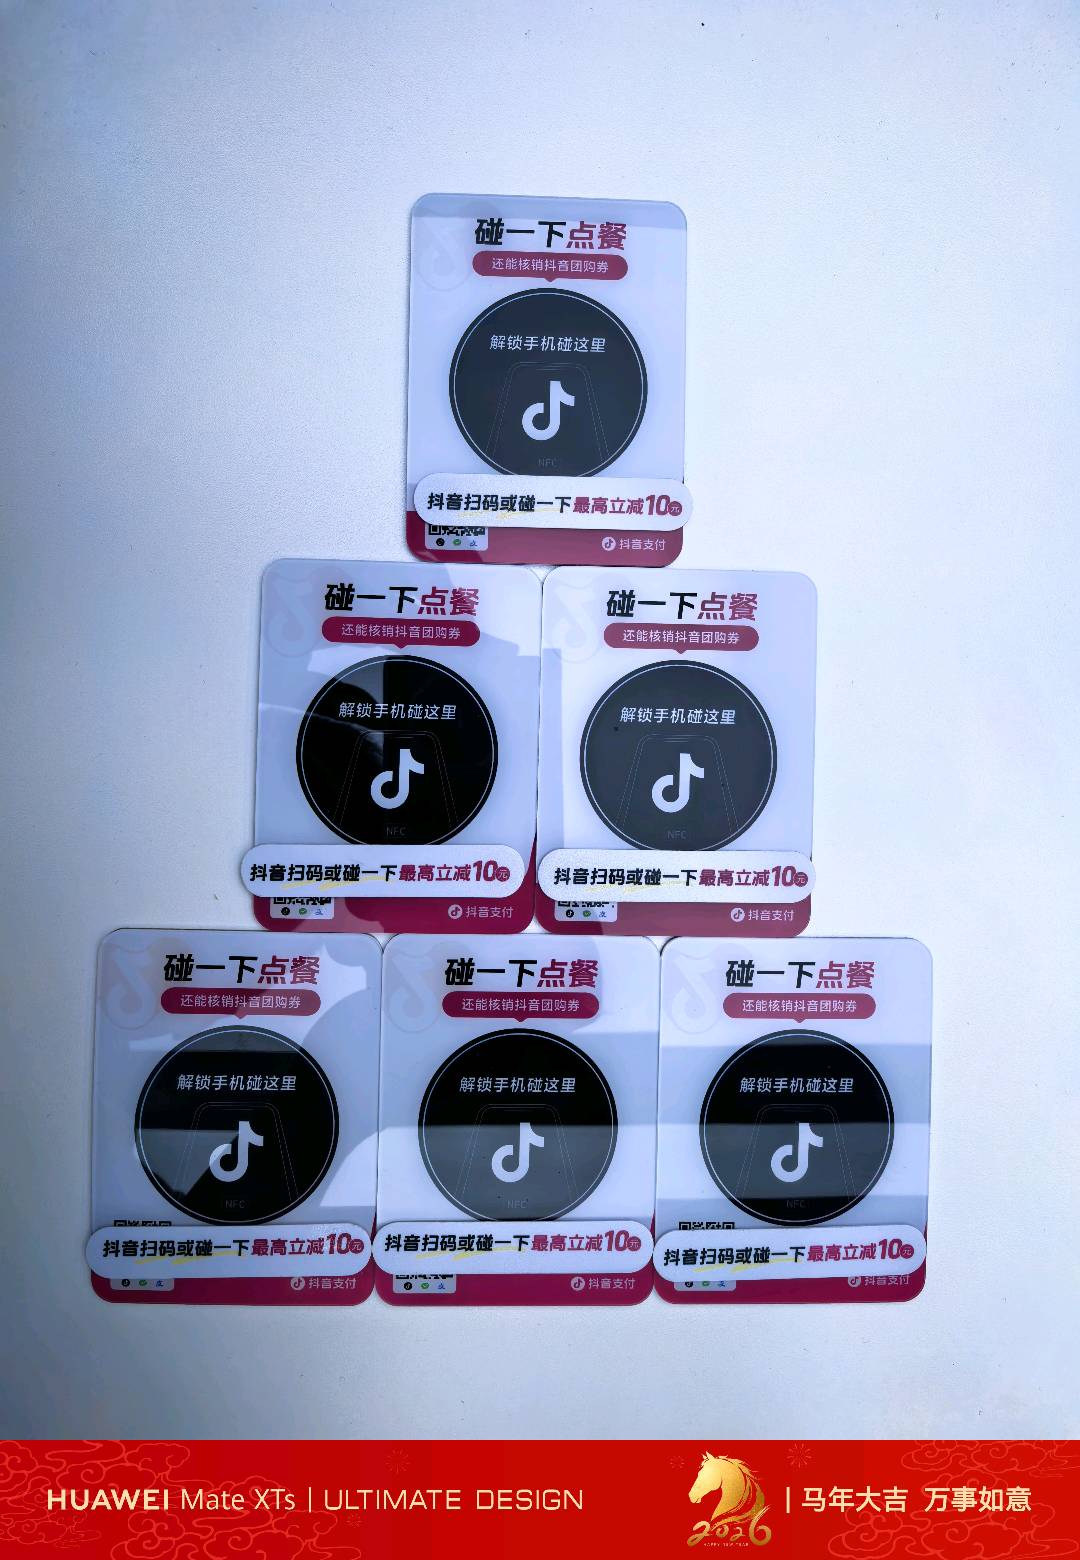 碰一下点餐
还能核销抖音团购券
解锁手机碰这里
NFC
抖音扫码或碰一下最高立减10元
抖音支付
碰一下点餐
还能核销抖音团购券
解锁手机碰这里
NFC
抖音扫码或碰一下最高立减10元
抖音支付
碰一下点餐
还能核销抖音团购券
解锁手机碰这里
NFC
抖音扫码或碰一下最高立减10元
抖音支付
碰一下点餐
还能核销抖音团购券
解锁手机碰这里
NFC
抖音扫码或碰一下最高立减10元
抖音支付
碰一下点餐
还能核销抖音团购券
解锁手机碰这里
NFC
抖音扫码或碰一下最高立减10元
抖音支付
碰一下点餐
还能核销抖音团购券
解锁手机碰这里
NFC
抖音扫码或碰一下最高立减10元
抖音支付
HUAWEI Mate XTs | ULTIMATE DESIGN
2026
HAPPY NEW YEAR
马年大吉 万事如意